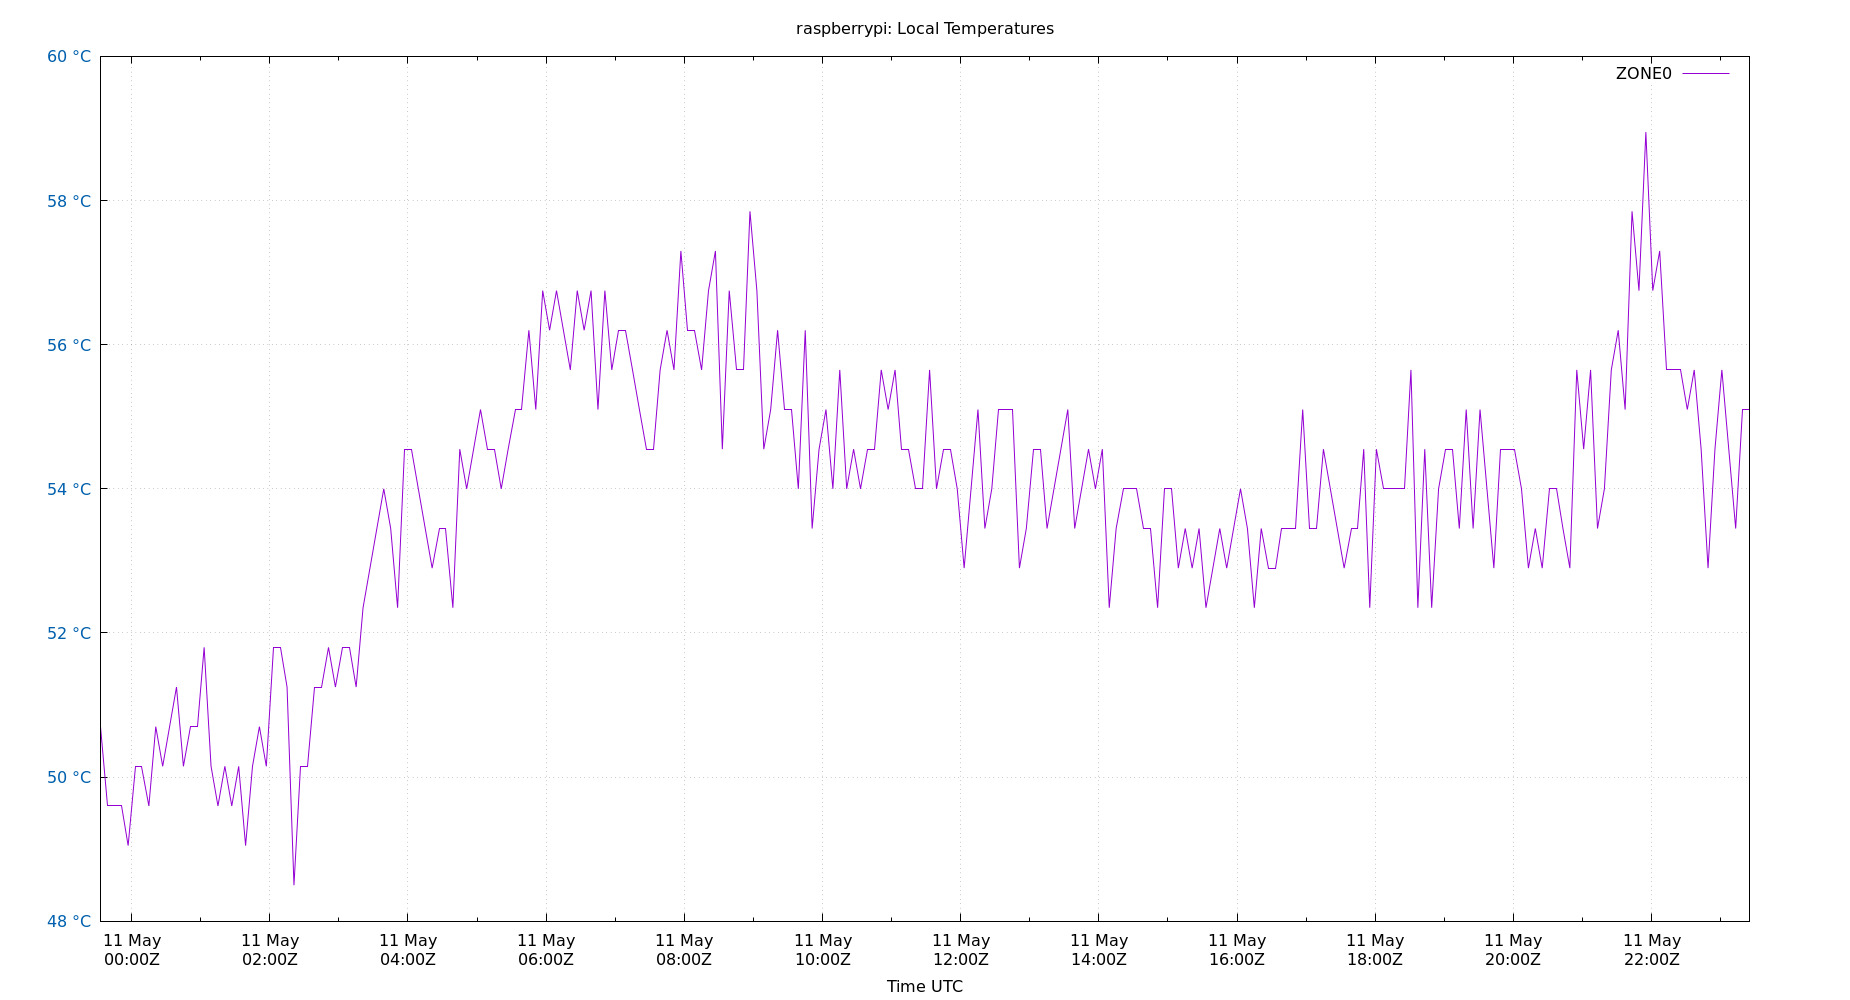 raspberrypi: Local Temperatures
60 °C
ZONE0
58 °C
56 °C
54 °C
52 °C
50 °C
48 °C
11 May 11 May 11 May 11 May 11 May 11 May 11 May 11 May 11 May 11 May 11 May 11 May
00:00Z 02:00Z 04:00Z 06:00Z 08:00Z 10:00Z 12:00Z 14:00Z 16:00Z 18:00Z 20:00Z 22:00Z
Time UTC